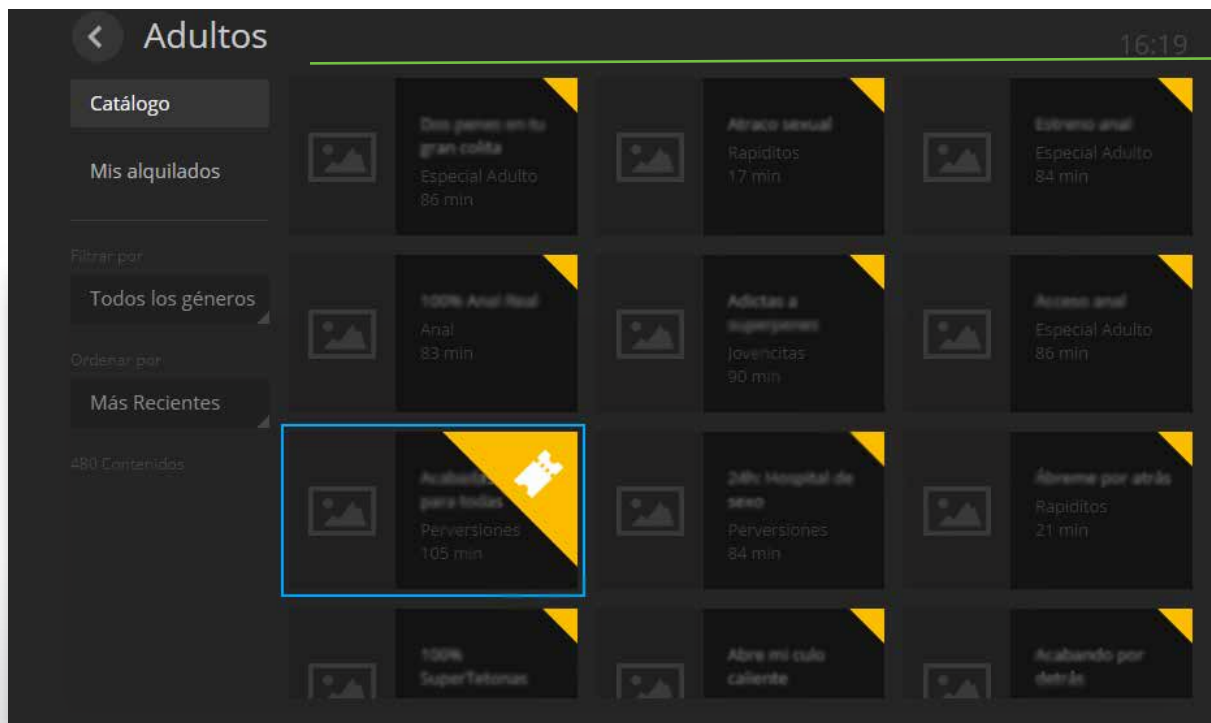 Adultos
16:19
Catálogo
Mis alquilados
Filtrar por
Todos los géneros
Ordenar por
Más Recientes
480 Contenidos
Dos penes en tu
gran colita
Especial Adulto
86 min
Atraco sexual
Rapiditos
17 min
Estreno anal
Especial Adulto
84 min
100% Anal Real
Anal
83 min
Adictas a
superpenes
Jovencitas
90 min
Acceso anal
Especial Adulto
86 min
para todas
Perversiones
105 min
24h: Hospital de
sexo
Perversiones
84 min
Ábreme por atrás
Rapiditos
21 min
100%
SuperTetonas
Abre mi culo
caliente
Acabando por
detrás